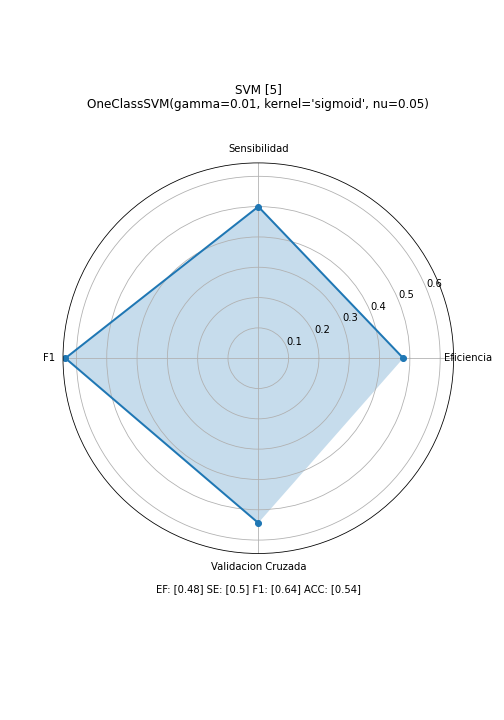 SVM [5]
OneClassSVM(gamma=0.01, kernel='sigmoid', nu=0.05)
Sensibilidad
0.6
0.5
0.4
0.3
0.2
0.1
F1
Eficiencia
Validacion Cruzada
EF: [0.48] SE: [0.5] F1: [0.64] ACC: [0.54]